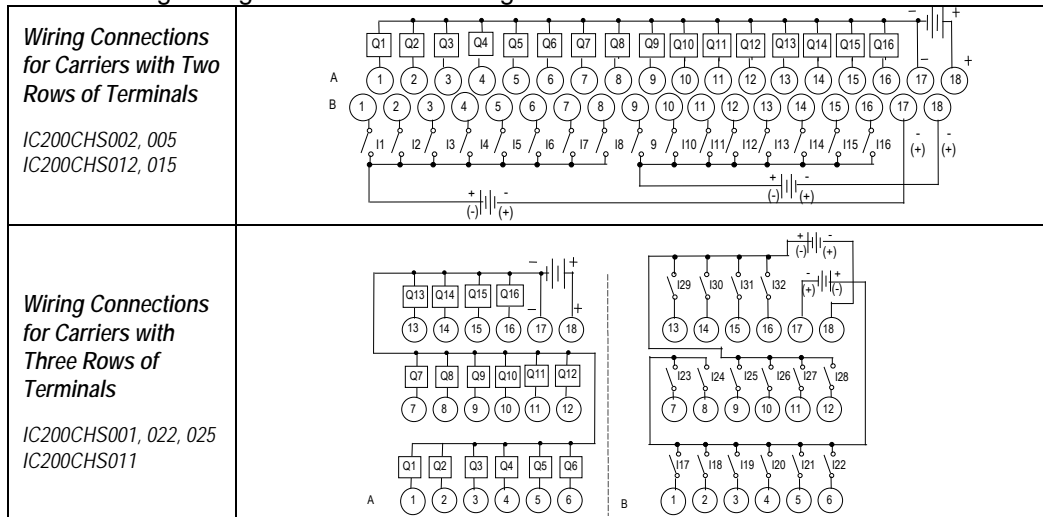 Wiring Connections
for Carriers with Two
Rows of Terminals
IC200CHS002, 005
IC200CHS012, 015
- +
Q1 Q2 Q3 Q4 Q5 Q6 Q7 Q8 Q9 Q10 Q11 Q12 Q13 Q14 Q15 Q16
- +
A 1 2 3 4 5 6 7 8 9 10 11 12 13 14 15 16 17 18
B 1 2 3 4 5 6 7 8 9 10 11 12 13 14 15 16 17 18
I1 I2 I3 I4 I5 I6 I7 I8 9 I10 I11 I12 I13 I14 I15 I16
- -
(+) (+)
+ -
(-) (+)
+ -
(-) (+)
Wiring Connections
for Carriers with
Three Rows of
Terminals
IC200CHS001, 022, 025
IC200CHS011
- +
Q13 Q14 Q15 Q16
- +
13 14 15 16 17 18
Q7 Q8 Q9 Q10 Q11 Q12
7 8 9 10 11 12
Q1 Q2 Q3 Q4 Q5 Q6
A 1 2 3 4 5 6
+ -
(-) (+)
I29 I30 I31 I32
- +
(+) (-)
13 14 15 16 17 18
I23 I24 I25 I26 I27 I28
7 8 9 10 11 12
I17 I18 I19 I20 I21 I22
B 1 2 3 4 5 6